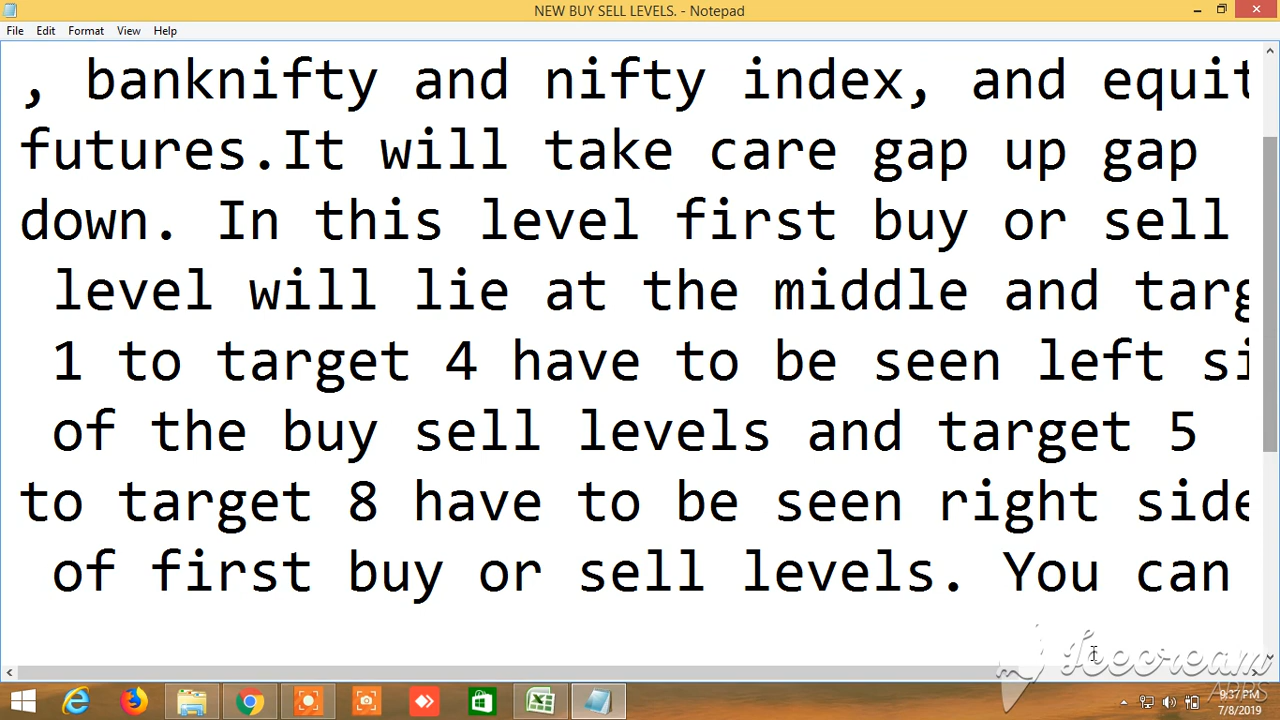 NEW BUY SELL LEVELS. - Notepad
File Edit Format View Help
, banknifty and nifty index, and equit
futures.It will take care gap up gap
down. In this level first buy or sell
level will lie at the middle and targ
1 to target 4 have to be seen left si
of the buy sell levels and target 5
to target 8 have to be seen right side
of first buy or sell levels. You can
Icecream
APPS
9:37 PM
7/8/2019